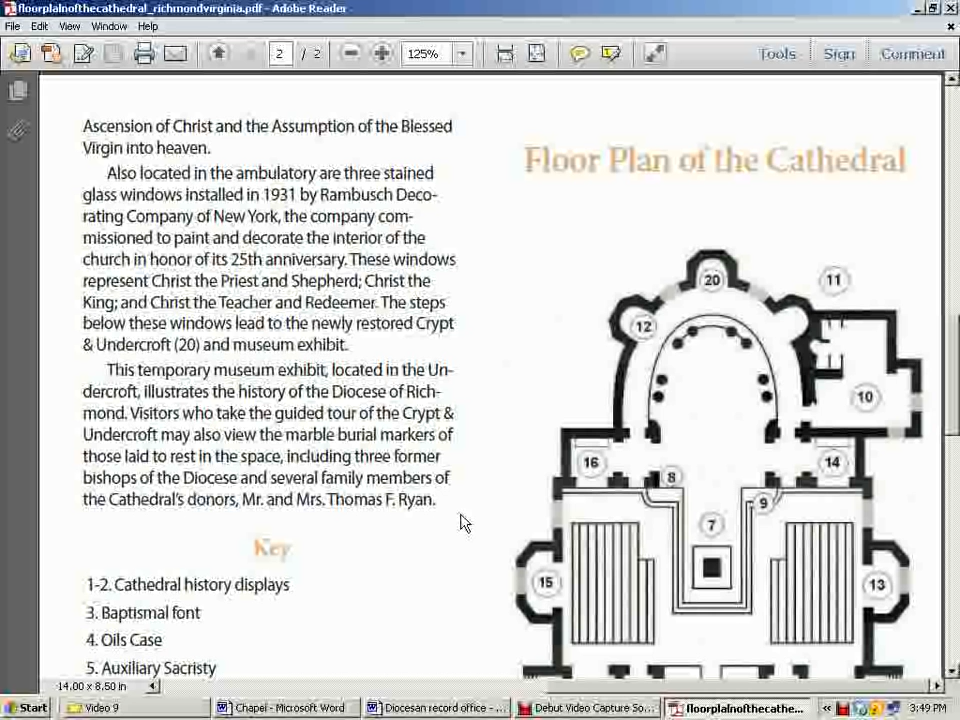 floorplalnofthecathedral_richmondvirginia.pdf - Adobe Reader
File Edit View Window Help
2 / 2 125% Tools Sign Comment
Ascension of Christ and the Assumption of the Blessed
Virgin into heaven.
Also located in the ambulatory are three stained
glass windows installed in 1931 by Rambusch Deco-
rating Company of New York, the company com-
missioned to paint and decorate the interior of the
church in honor of its 25th anniversary. These windows
represent Christ the Priest and Shepherd; Christ the
King; and Christ the Teacher and Redeemer. The steps
below these windows lead to the newly restored Crypt
& Undercroft (20) and museum exhibit.
This temporary museum exhibit, located in the Un-
dercroft, illustrates the history of the Diocese of Rich-
mond. Visitors who take the guided tour of the Crypt &
Undercroft may also view the marble burial markers of
those laid to rest in the space, including three former
bishops of the Diocese and several family members of
the Cathedral's donors, Mr. and Mrs. Thomas F. Ryan.
Key
1-2. Cathedral history displays
3. Baptismal font
4. Oils Case
5. Auxiliary Sacristy
Floor Plan of the Cathedral
20
11
12
10
16
14
8
9
7
15
13
14.00 x 8.50 in
Start Video 9 Chapel - Microsoft Word Diocesan record office - ... Debut Video Capture So... floorplalnofthecathe... 3:49 PM